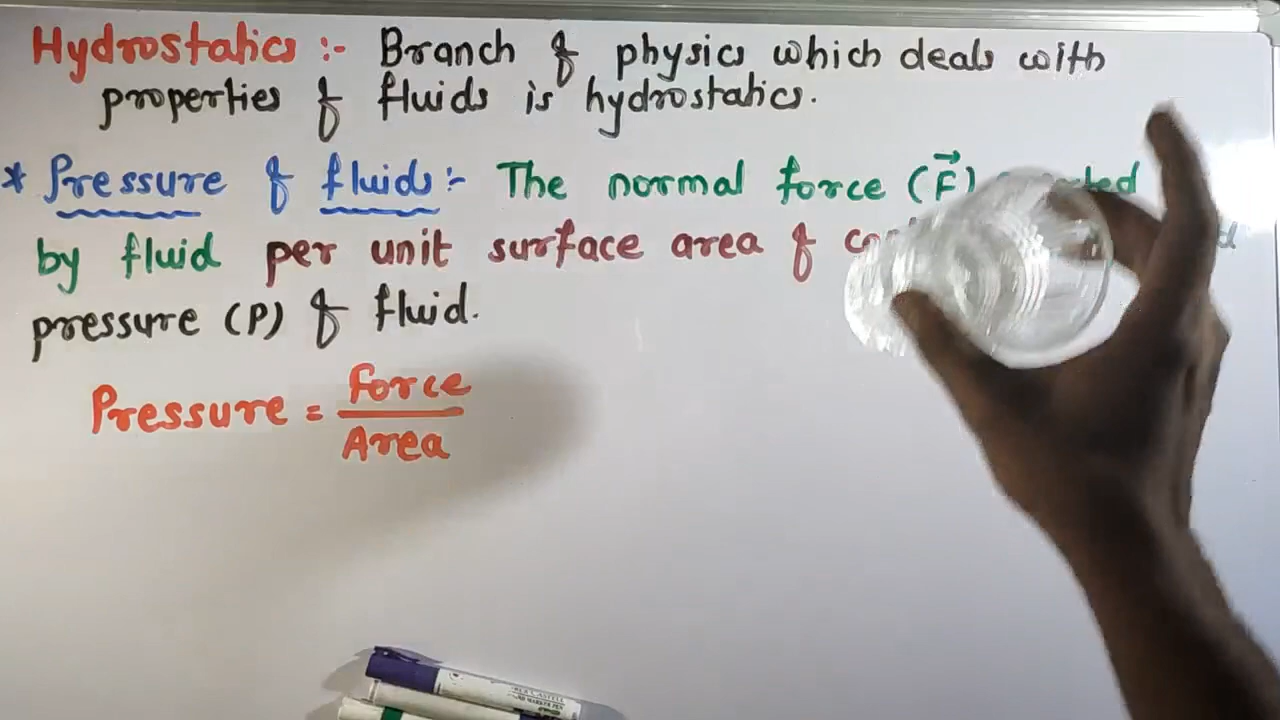 Hydrostatics :- Branch of physics which deals with
properties of fluids is hydrostatics.
* Pressure of fluids:- The normal force (F⃗)
by fluid per unit surface area of
pressure (P) of fluid.
Pressure = Force
Area